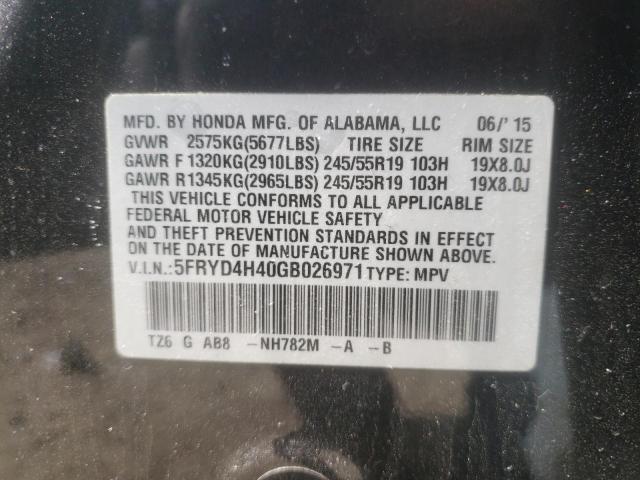 MFD. BY HONDA MFG. OF ALABAMA, LLC 06/' 15
GVWR 2575KG(5677LBS) TIRE SIZE RIM SIZE
GAWR F 1320KG(2910LBS) 245/55R19 103H 19X8.0J
GAWR R1345KG(2965LBS) 245/55R19 103H 19X8.0J
THIS VEHICLE CONFORMS TO ALL APPLICABLE
FEDERAL MOTOR VEHICLE SAFETY
AND THEFT PREVENTION STANDARDS IN EFFECT
ON THE DATE OF MANUFACTURE SHOWN ABOVE.
V.I.N.:5FRYD4H40GB026971 TYPE: MPV
TZ6 G AB8 -NH782M -A -B